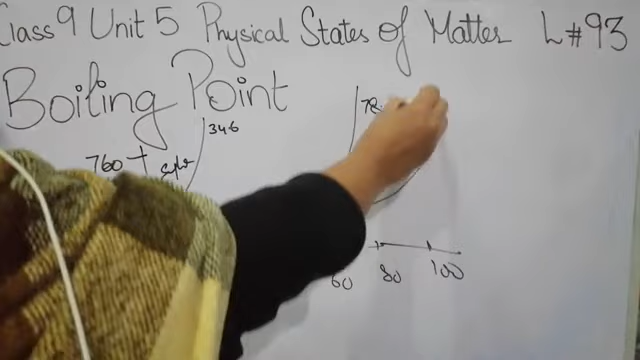 Class 9 Unit 5 Physical States of Matter L#93
Boiling Point
346
760
60 80 100